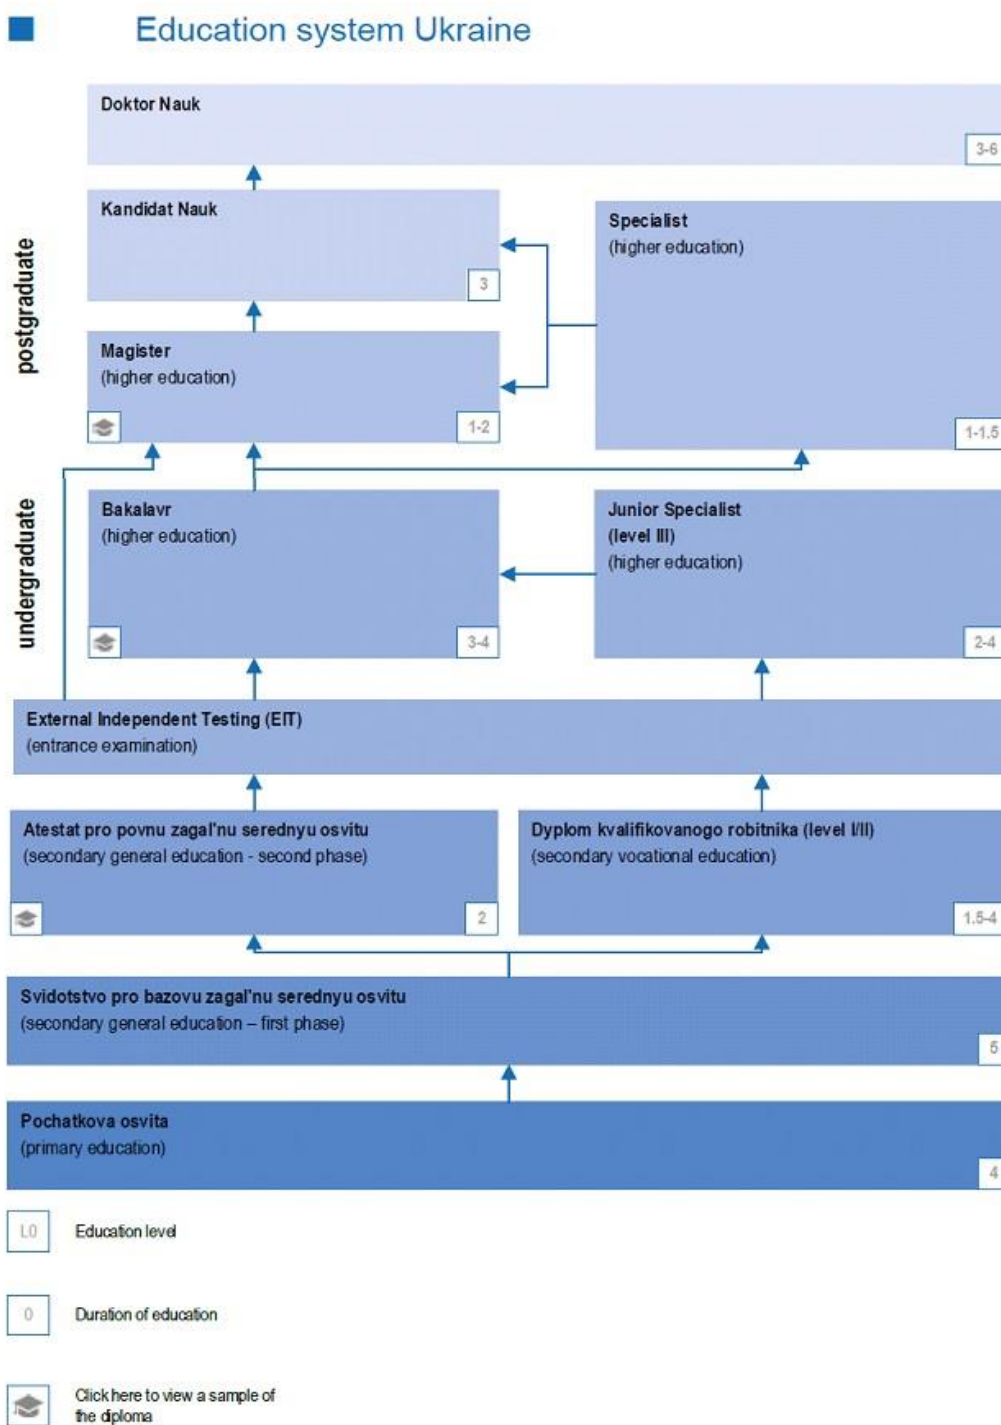 Education system Ukraine
Doktor Nauk
3-6
Kandidat Nauk
3
Specialist
(higher education)
1-1.5
postgraduate
Magister
(higher education)
1-2
undergraduate
Bakalavr
(higher education)
3-4
Junior Specialist
(level III)
(higher education)
2-4
External Independent Testing (EIT)
(entrance examination)
Atestat pro povnu zagal'nu serednyu osvitu
(secondary general education - second phase)
2
Dyplom kvalifikovanogo robitnika (level I/II)
(secondary vocational education)
1.5-4
Svidotstvo pro bazovu zagal'nu serednyu osvitu
(secondary general education – first phase)
5
Pochatkova osvita
(primary education)
4
L0 Education level
0 Duration of education
Click here to view a sample of
the diploma